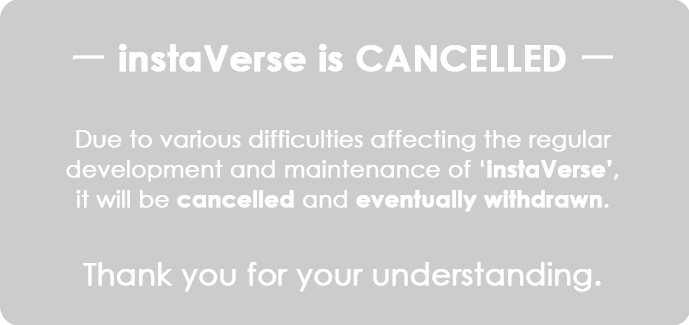 — instaVerse is CANCELLED —
Due to various difficulties affecting the regular
development and maintenance of ‘instaVerse’,
it will be cancelled and eventually withdrawn.
Thank you for your understanding.